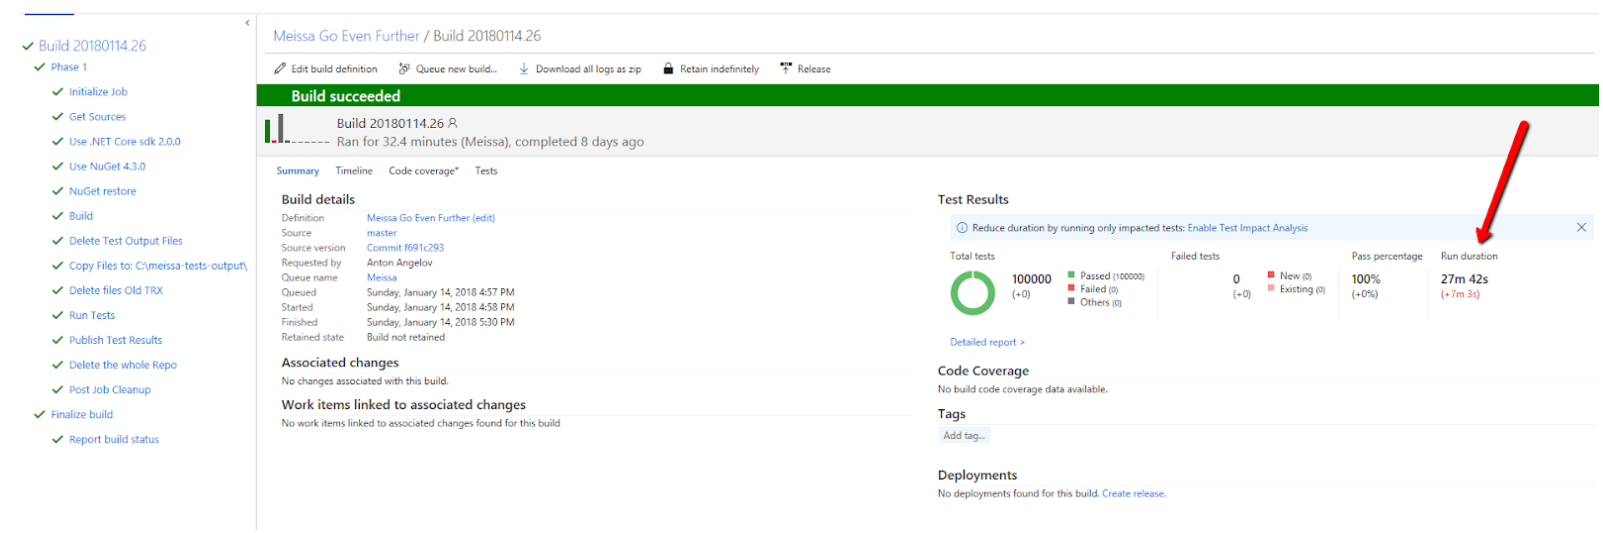 Build 20180114.26
Phase 1
Initialize Job
Get Sources
Use .NET Core sdk 2.0.0
Use NuGet 4.3.0
NuGet restore
Build
Delete Test Output Files
Copy Files to: C:\meissa-tests-output\
Delete files Old TRX
Run Tests
Publish Test Results
Delete the whole Repo
Post Job Cleanup
Finalize build
Report build status
Meissa Go Even Further / Build 20180114.26
Edit build definition Queue new build... Download all logs as zip Retain indefinitely Release
Build succeeded
Build 20180114.26
Ran for 32.4 minutes (Meissa), completed 8 days ago
Summary Timeline Code coverage* Tests
Build details
Definition Meissa Go Even Further (edit)
Source master
Source version Commit f691c293
Requested by Anton Angelov
Queue name Meissa
Queued Sunday, January 14, 2018 4:57 PM
Started Sunday, January 14, 2018 4:58 PM
Finished Sunday, January 14, 2018 5:30 PM
Retained state Build not retained
Associated changes
No changes associated with this build.
Work items linked to associated changes
No work items linked to associated changes found for this build
Test Results
Reduce duration by running only impacted tests: Enable Test Impact Analysis
Total tests Failed tests Pass percentage Run duration
100000 Passed (100000) 0 New (0) 100% 27m 42s
(+0) Failed (0) (+0) Existing (0) (+0%) (+7m 3s)
Others (0)
Detailed report >
Code Coverage
No build code coverage data available.
Tags
Add tag...
Deployments
No deployments found for this build. Create release.